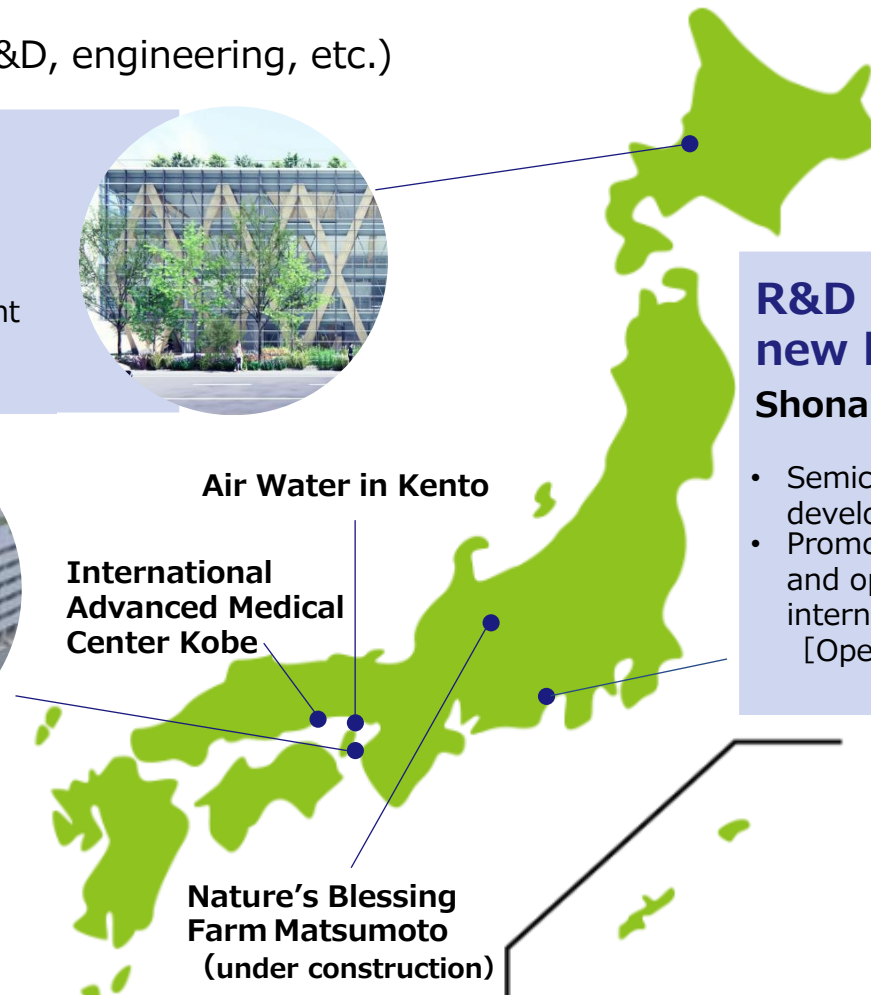 &D, engineering, etc.)
nt
R&D
new
Shona
• Semic
develo
• Promo
and op
intern
[Ope
Air Water in Kento
International
Advanced Medical
Center Kobe
Nature’s Blessing
Farm Matsumoto
(under construction)